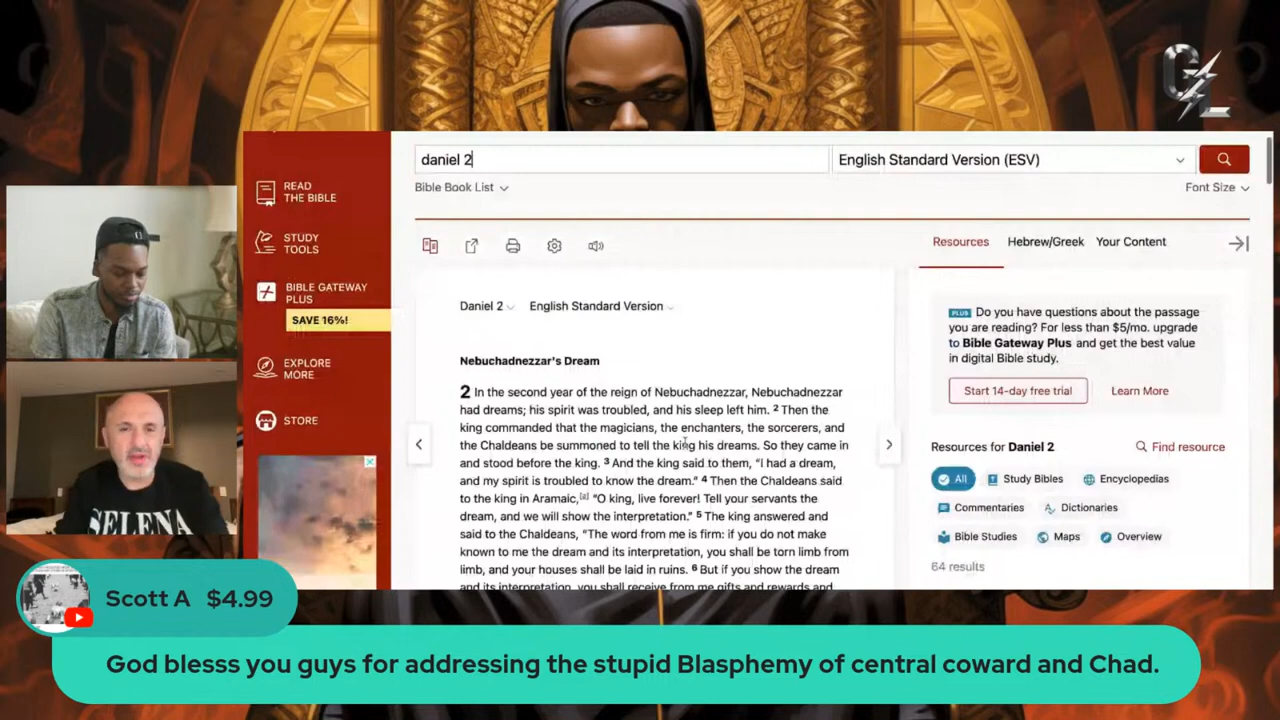 GL
daniel 2
English Standard Version (ESV)
Bible Book List
Font Size
READ
THE BIBLE
STUDY
TOOLS
BIBLE GATEWAY
PLUS
SAVE 16%!
EXPLORE
MORE
STORE
Resources
Hebrew/Greek
Your Content
Daniel 2
English Standard Version
Nebuchadnezzar's Dream
2 In the second year of the reign of Nebuchadnezzar, Nebuchadnezzar
had dreams; his spirit was troubled, and his sleep left him. 2 Then the
king commanded that the magicians, the enchanters, the sorcerers, and
the Chaldeans be summoned to tell the king his dreams. So they came in
and stood before the king. 3 And the king said to them, “I had a dream,
and my spirit is troubled to know the dream.” 4 Then the Chaldeans said
to the king in Aramaic,[a] “O king, live forever! Tell your servants the
dream, and we will show the interpretation.” 5 The king answered and
said to the Chaldeans, “The word from me is firm: if you do not make
known to me the dream and its interpretation, you shall be torn limb from
limb, and your houses shall be laid in ruins. 6 But if you show the dream
and its interpretation, you shall receive from me gifts and rewards and
PLUS Do you have questions about the passage
you are reading? For less than $5/mo. upgrade
to Bible Gateway Plus and get the best value
in digital Bible study.
Start 14-day free trial
Learn More
Resources for Daniel 2
Find resource
All
Study Bibles
Encyclopedias
Commentaries
Dictionaries
Bible Studies
Maps
Overview
64 results
SELENA
Scott A $4.99
God blesss you guys for addressing the stupid Blasphemy of central coward and Chad.